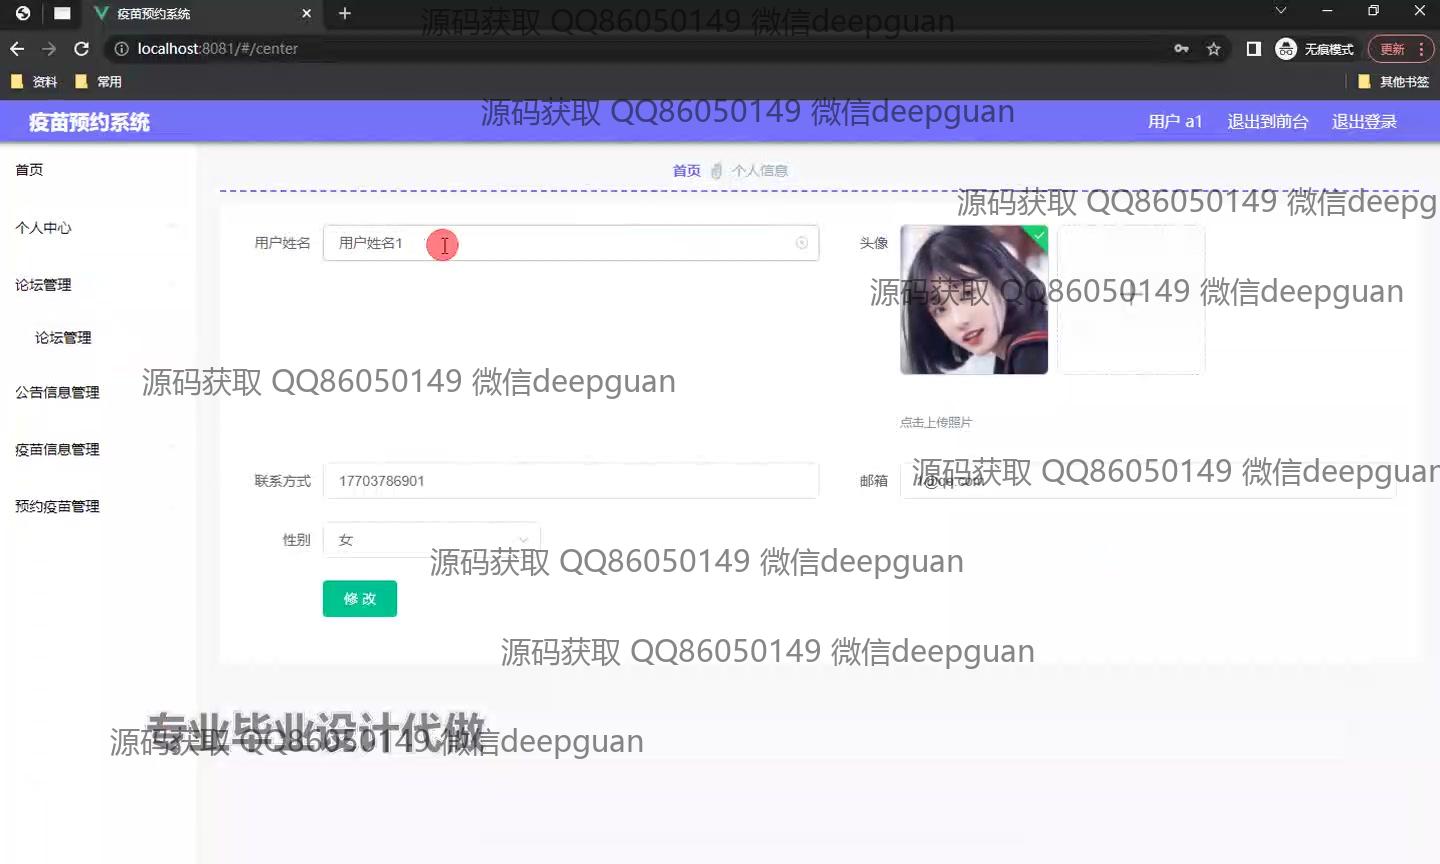 疫苗预约系统
源码获取 QQ86050149 微信deepguan
localhost:8081/#/center
无痕模式
更新
资料
常用
其他书签
疫苗预约系统
源码获取 QQ86050149 微信deepguan
用户 a1
退出到前台
退出登录
首页
首页
个人信息
源码获取 QQ86050149 微信deepg
个人中心
用户姓名
用户姓名1
头像
论坛管理
源码获取 QQ86050149 微信deepguan
论坛管理
源码获取 QQ86050149 微信deepguan
公告信息管理
点击上传照片
疫苗信息管理
联系方式
17703786901
邮箱
1@qq.com
源码获取 QQ86050149 微信deepguan
预约疫苗管理
性别
女
源码获取 QQ86050149 微信deepguan
修改
源码获取 QQ86050149 微信deepguan
专业毕业设计代做
源码获取 QQ86050149 微信deepguan